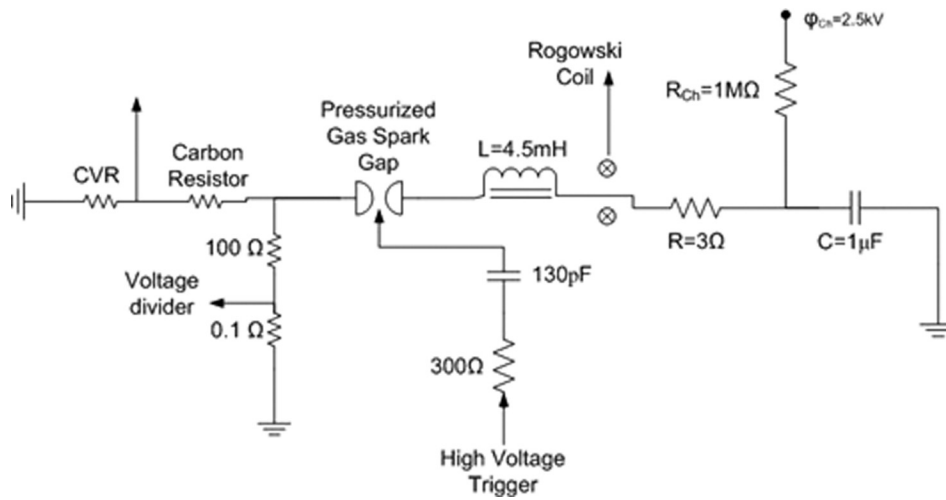 φCh=2.5kV
Rogowski
Coil
RCh=1MΩ
Pressurized
Gas Spark
Gap
L=4.5mH
CVR
Carbon
Resistor
100 Ω
R=3Ω
C=1μF
Voltage
divider
130pF
0.1 Ω
300Ω
High Voltage
Trigger